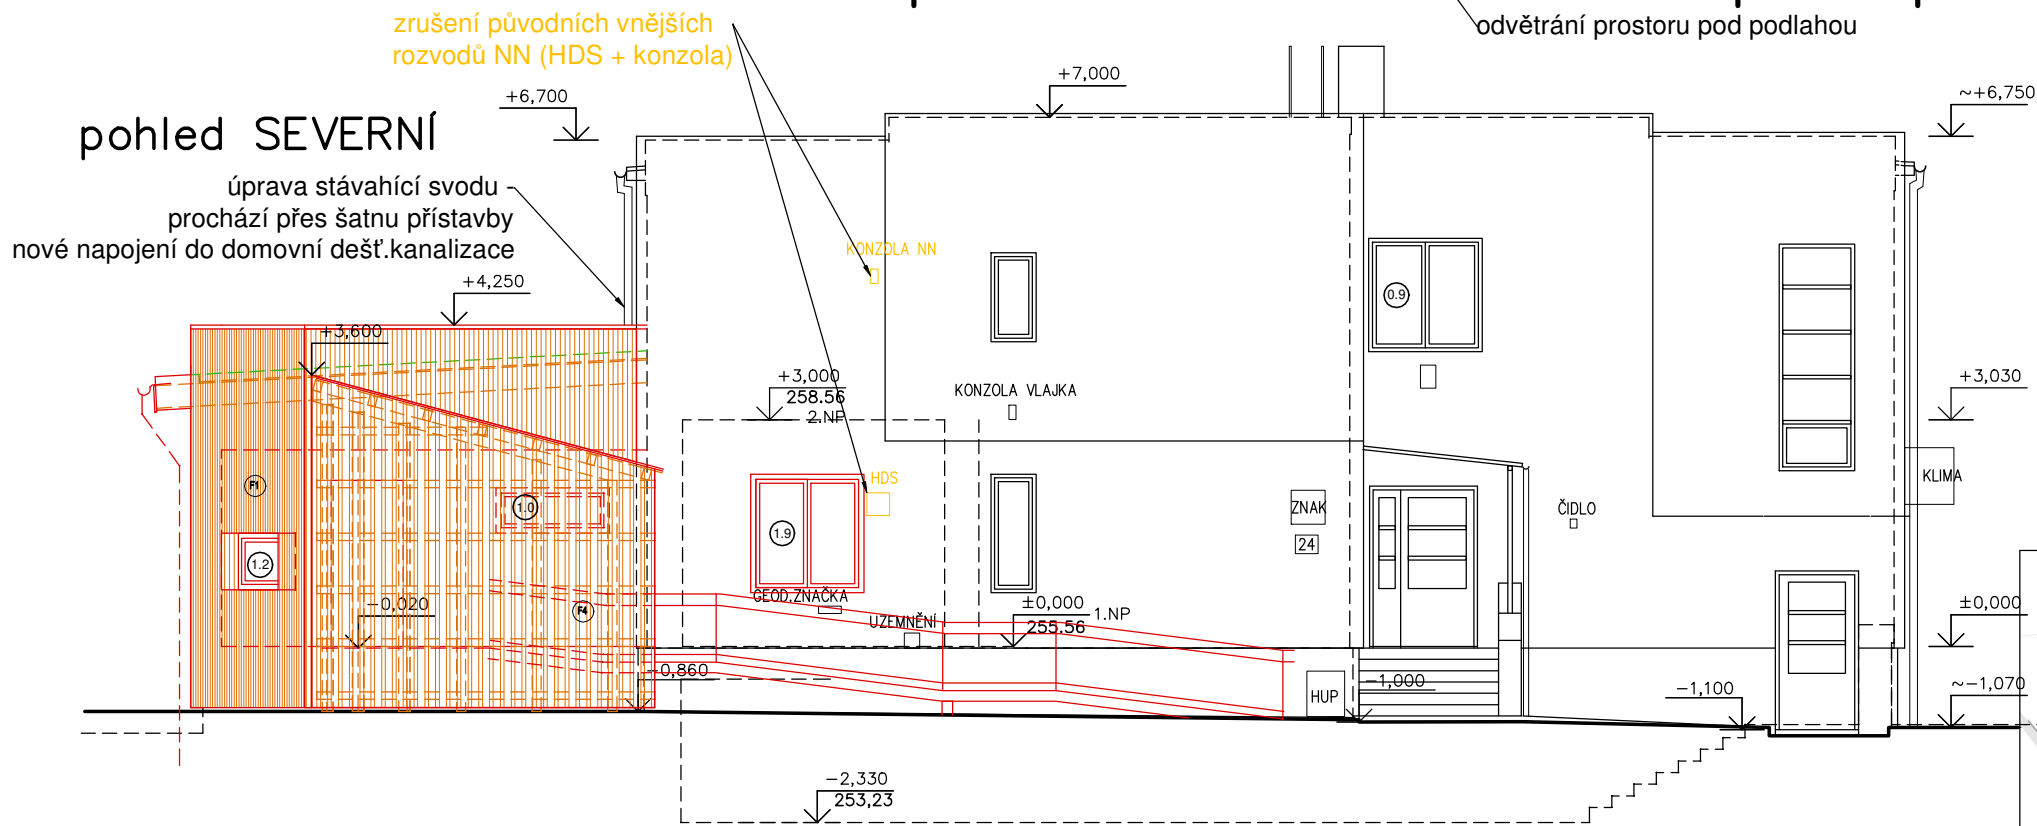 zrušení původních vnějších
rozvodů NN (HDS + konzola)
odvětrání prostoru pod podlahou
+7,000
+6,700
~+6,750
pohled SEVERNÍ
úprava stávahící svodu
prochází přes šatnu přístavby
nové napojení do domovní dešť.kanalizace
KONZOLA NN
+4,250
0.9
+3,600
+3,000
258.56
2.NP
KONZOLA VLAJKA
+3,030
HDS
KLIMA
F1
1.0
ZNAK
ČIDLO
1.9
24
1.2
GEOD.ZNAČKA
-0,020
F4
UZEMNĚNÍ
±0,000
1.NP
255.56
±0,000
-0,860
HUP
-1,000
-1,100
~-1,070
-2,330
253,23